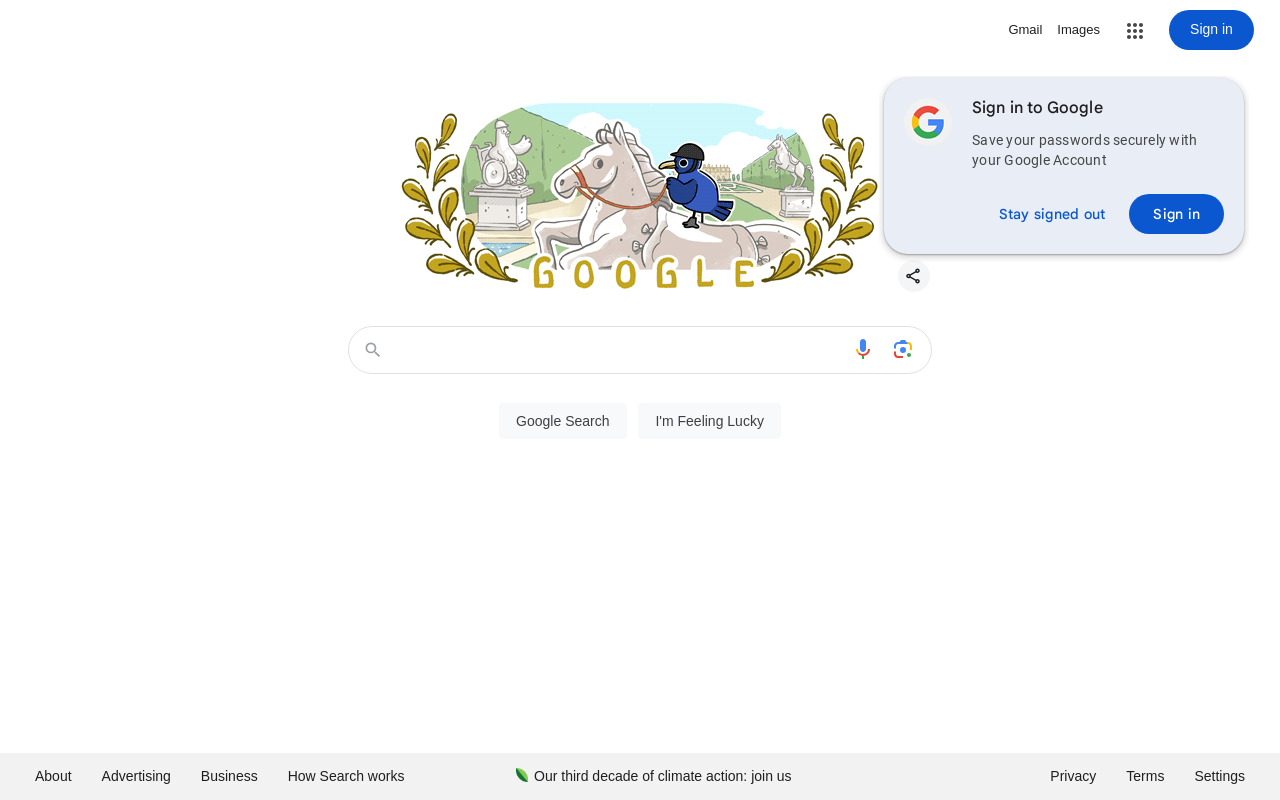 Gmail Images Sign in
Sign in to Google
Save your passwords securely with
your Google Account
Stay signed out Sign in
GOOGLE
Google Search I'm Feeling Lucky
About Advertising Business How Search works Our third decade of climate action: join us Privacy Terms Settings